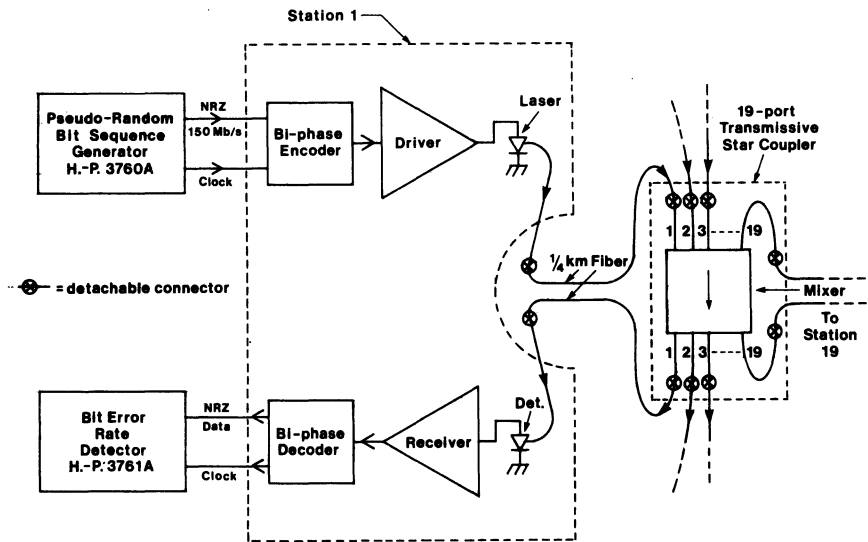 Station 1
Pseudo-Random
Bit Sequence
Generator
H.-P. 3760A
NRZ
150 Mb/s
Clock
Bi-phase
Encoder
Driver
Laser
19-port
Transmissive
Star Coupler
1 2 3 19
1/4 km Fiber
= detachable connector
Mixer
To
Station
19
1 2 3 19
Bit Error
Rate
Detector
H.-P. 3761A
NRZ
Data
Clock
Bi-phase
Decoder
Receiver
Det.